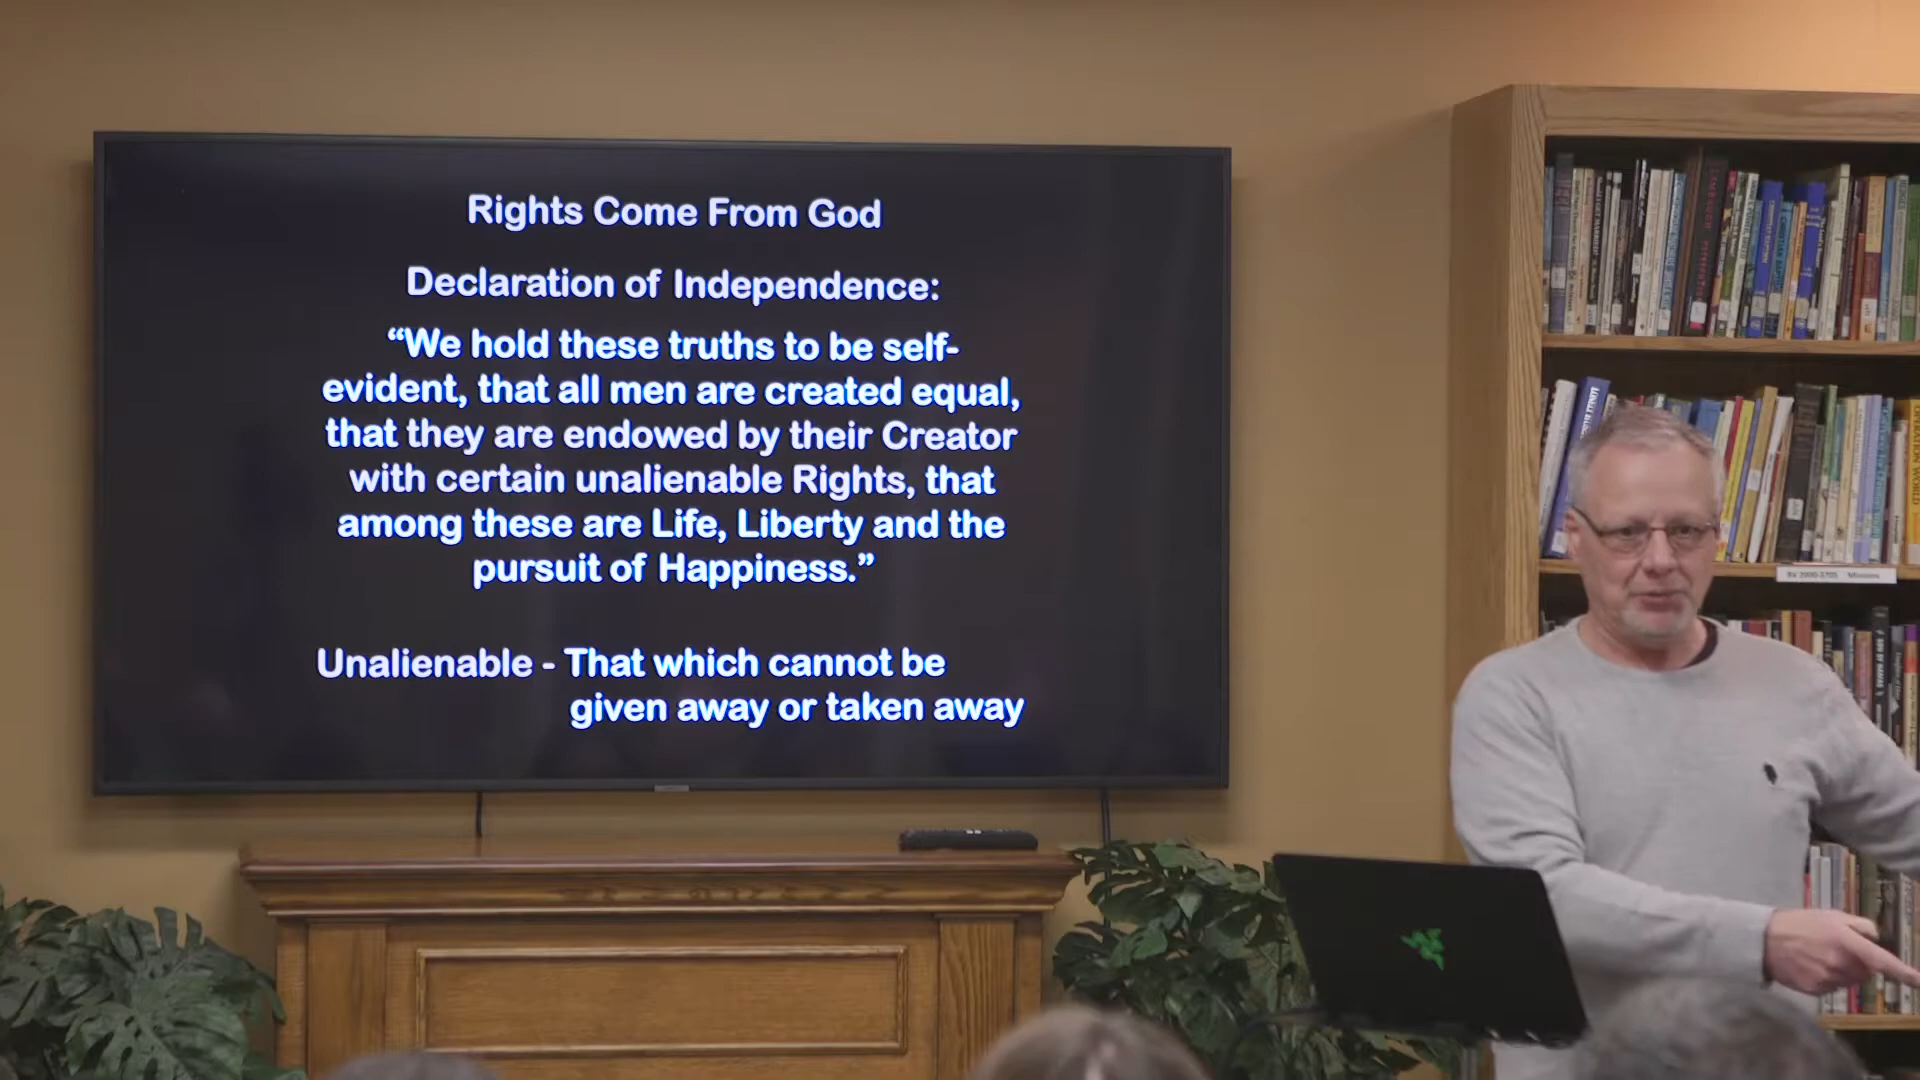 Rights Come From God
Declaration of Independence:
“We hold these truths to be self-
evident, that all men are created equal,
that they are endowed by their Creator
with certain unalienable Rights, that
among these are Life, Liberty and the
pursuit of Happiness.”
Unalienable - That which cannot be
given away or taken away